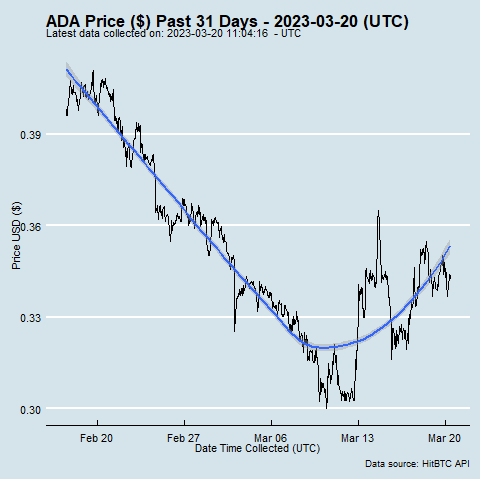 ADA Price ($) Past 31 Days - 2023-03-20 (UTC)
Latest data collected on: 2023-03-20 11:04:16 - UTC
0.39
0.36
0.33
0.30
Price USD ($)
Feb 20 Feb 27 Mar 06 Mar 13 Mar 20
Date Time Collected (UTC)
Data source: HitBTC API